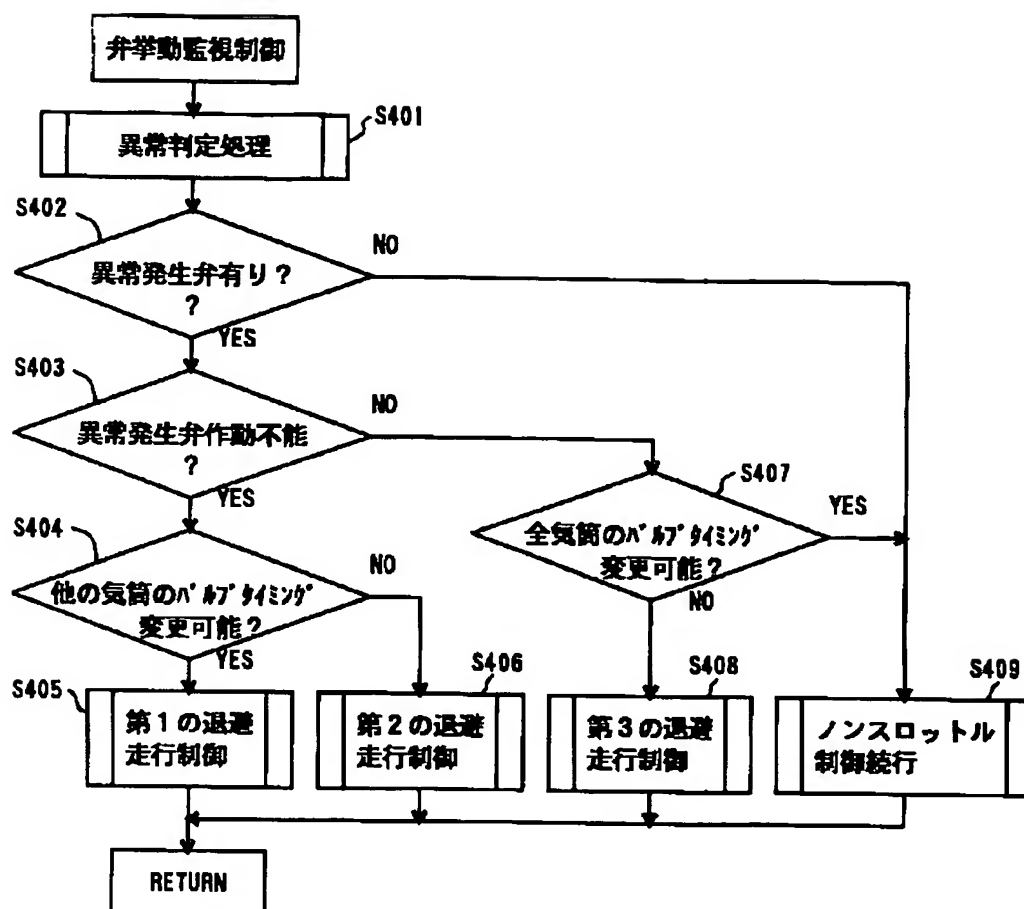 弁挙動監視制御
異常判定処理
S401
S402
異常発生弁有り?
?
NO
YES
S403
異常発生弁作動不能
?
NO
YES
S407
全気筒のバルブタイミング
変更可能?
YES
NO
S404
他の気筒のバルブタイミング
変更可能?
NO
YES
S405
第1の退避
走行制御
S406
第2の退避
走行制御
S408
第3の退避
走行制御
S409
ノンスロットル
制御続行
RETURN